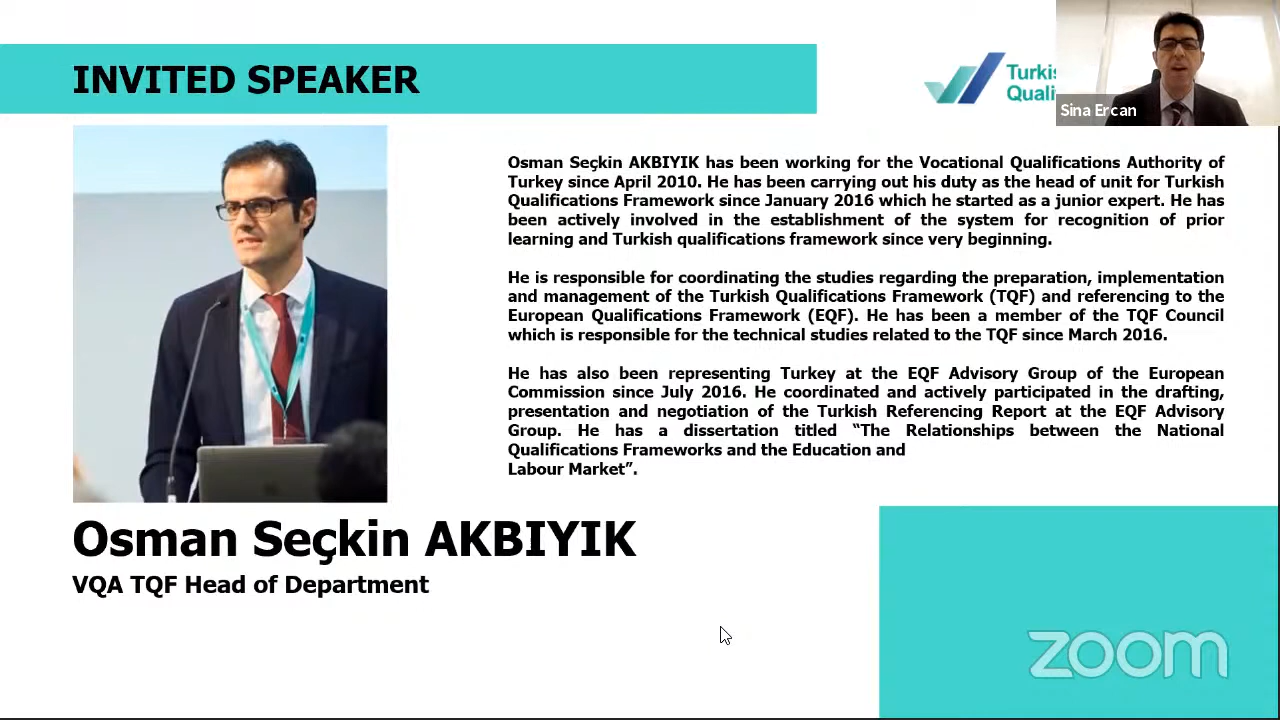 INVITED SPEAKER
Turkis
Quali
Sina Ercan
Osman Seçkin AKBIYIK has been working for the Vocational Qualifications Authority of
Turkey since April 2010. He has been carrying out his duty as the head of unit for Turkish
Qualifications Framework since January 2016 which he started as a junior expert. He has
been actively involved in the establishment of the system for recognition of prior
learning and Turkish qualifications framework since very beginning.
He is responsible for coordinating the studies regarding the preparation, implementation
and management of the Turkish Qualifications Framework (TQF) and referencing to the
European Qualifications Framework (EQF). He has been a member of the TQF Council
which is responsible for the technical studies related to the TQF since March 2016.
He has also been representing Turkey at the EQF Advisory Group of the European
Commission since July 2016. He coordinated and actively participated in the drafting,
presentation and negotiation of the Turkish Referencing Report at the EQF Advisory
Group. He has a dissertation titled “The Relationships between the National
Qualifications Frameworks and the Education and
Labour Market”.
Osman Seçkin AKBIYIK
VQA TQF Head of Department
zoom